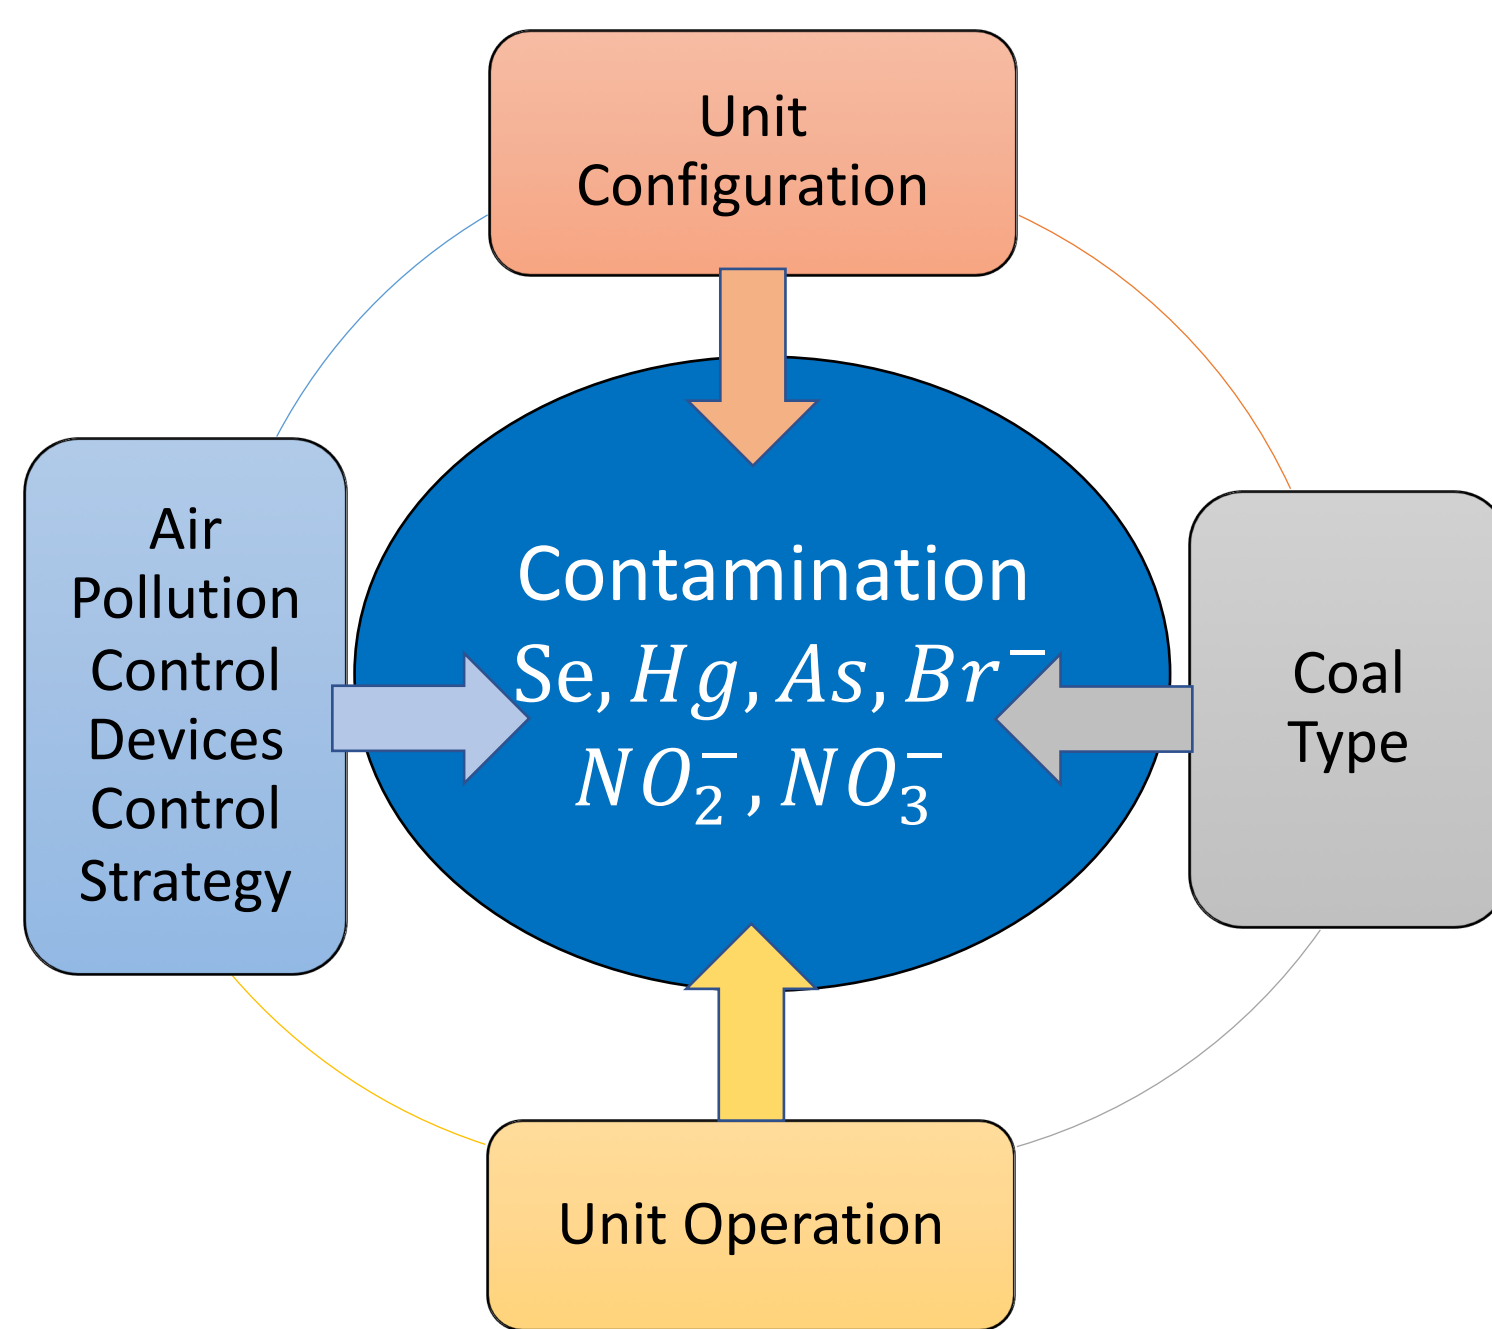 Unit
Configuration
Air
Pollution
Control
Devices
Control
Strategy
Contamination
Se, Hg, As, Br⁻
NO₂⁻, NO₃⁻
Coal
Type
Unit Operation